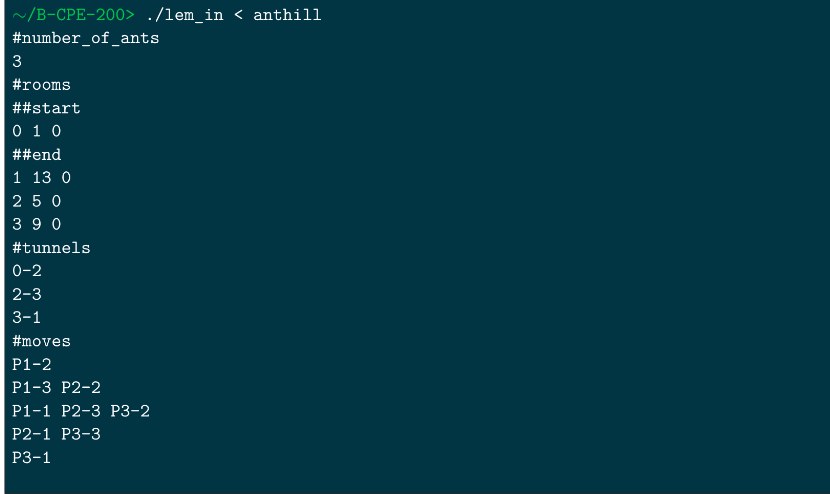 ~/B-CPE-200> ./lem_in < anthill
#number_of_ants
3
#rooms
##start
0 1 0
##end
1 13 0
2 5 0
3 9 0
#tunnels
0-2
2-3
3-1
#moves
P1-2
P1-3 P2-2
P1-1 P2-3 P3-2
P2-1 P3-3
P3-1